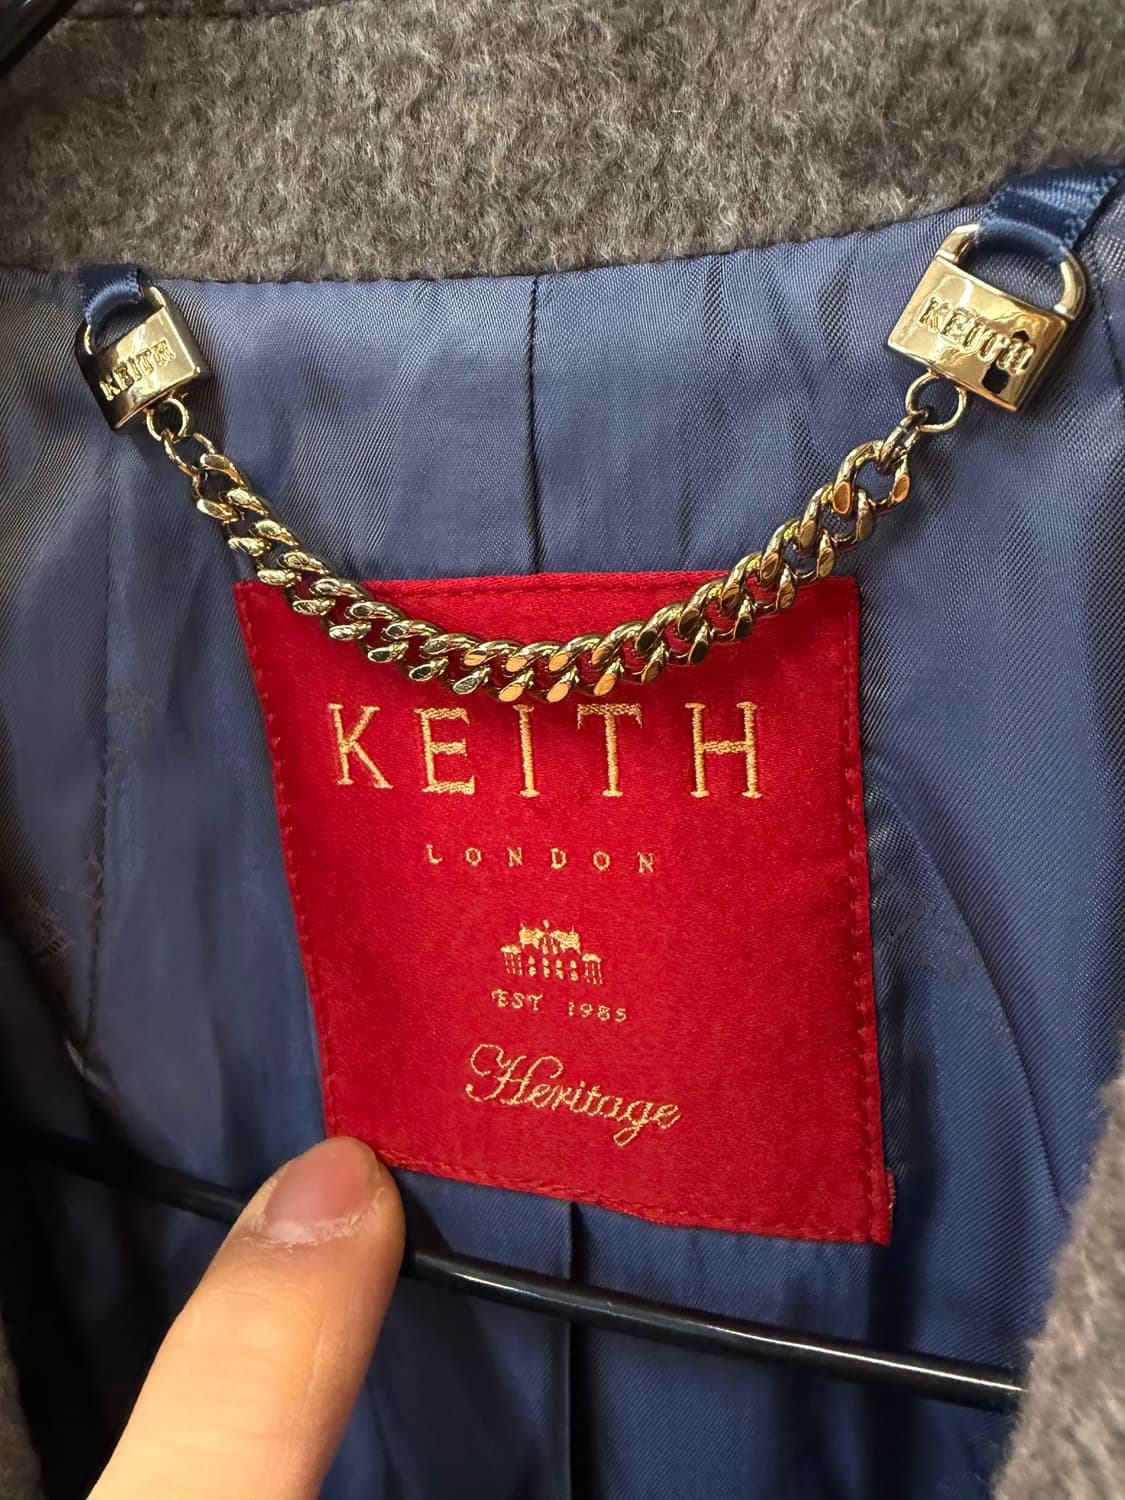 KEITH
KEITH
KEITH
LONDON
EST 1985
Heritage